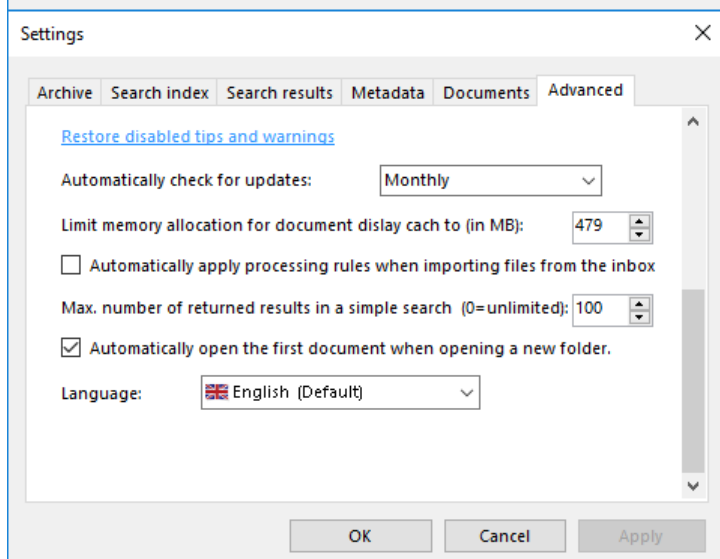 Settings
Archive Search index Search results Metadata Documents Advanced
Restore disabled tips and warnings
Automatically check for updates: Monthly
Limit memory allocation for document dislay cach to (in MB): 479
Automatically apply processing rules when importing files from the inbox
Max. number of returned results in a simple search (0=unlimited): 100
Automatically open the first document when opening a new folder.
Language: English (Default)
OK Cancel Apply